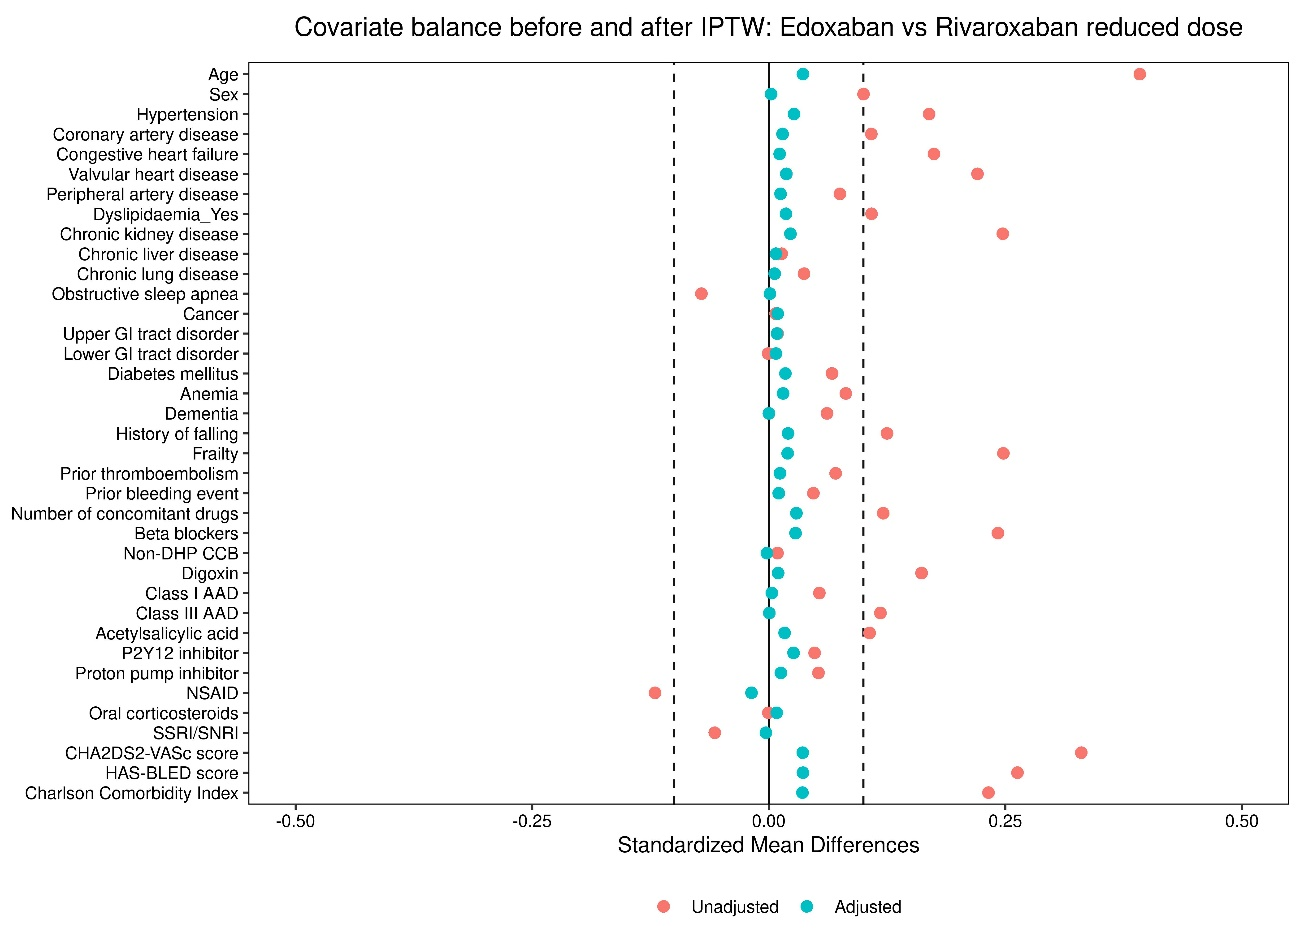 Covariate balance before and after IPTW: Edoxaban vs Rivaroxaban reduced dose
Age
Sex
Hypertension
Coronary artery disease
Congestive heart failure
Valvular heart disease
Peripheral artery disease
Dyslipidaemia_Yes
Chronic kidney disease
Chronic liver disease
Chronic lung disease
Obstructive sleep apnea
Cancer
Upper GI tract disorder
Lower GI tract disorder
Diabetes mellitus
Anemia
Dementia
History of falling
Frailty
Prior thromboembolism
Prior bleeding event
Number of concomitant drugs
Beta blockers
Non-DHP CCB
Digoxin
Class I AAD
Class III AAD
Acetylsalicylic acid
P2Y12 inhibitor
Proton pump inhibitor
NSAID
Oral corticosteroids
SSRI/SNRI
CHA2DS2-VASc score
HAS-BLED score
Charlson Comorbidity Index
-0.50 -0.25 0.00 0.25 0.50
Standardized Mean Differences
Unadjusted Adjusted